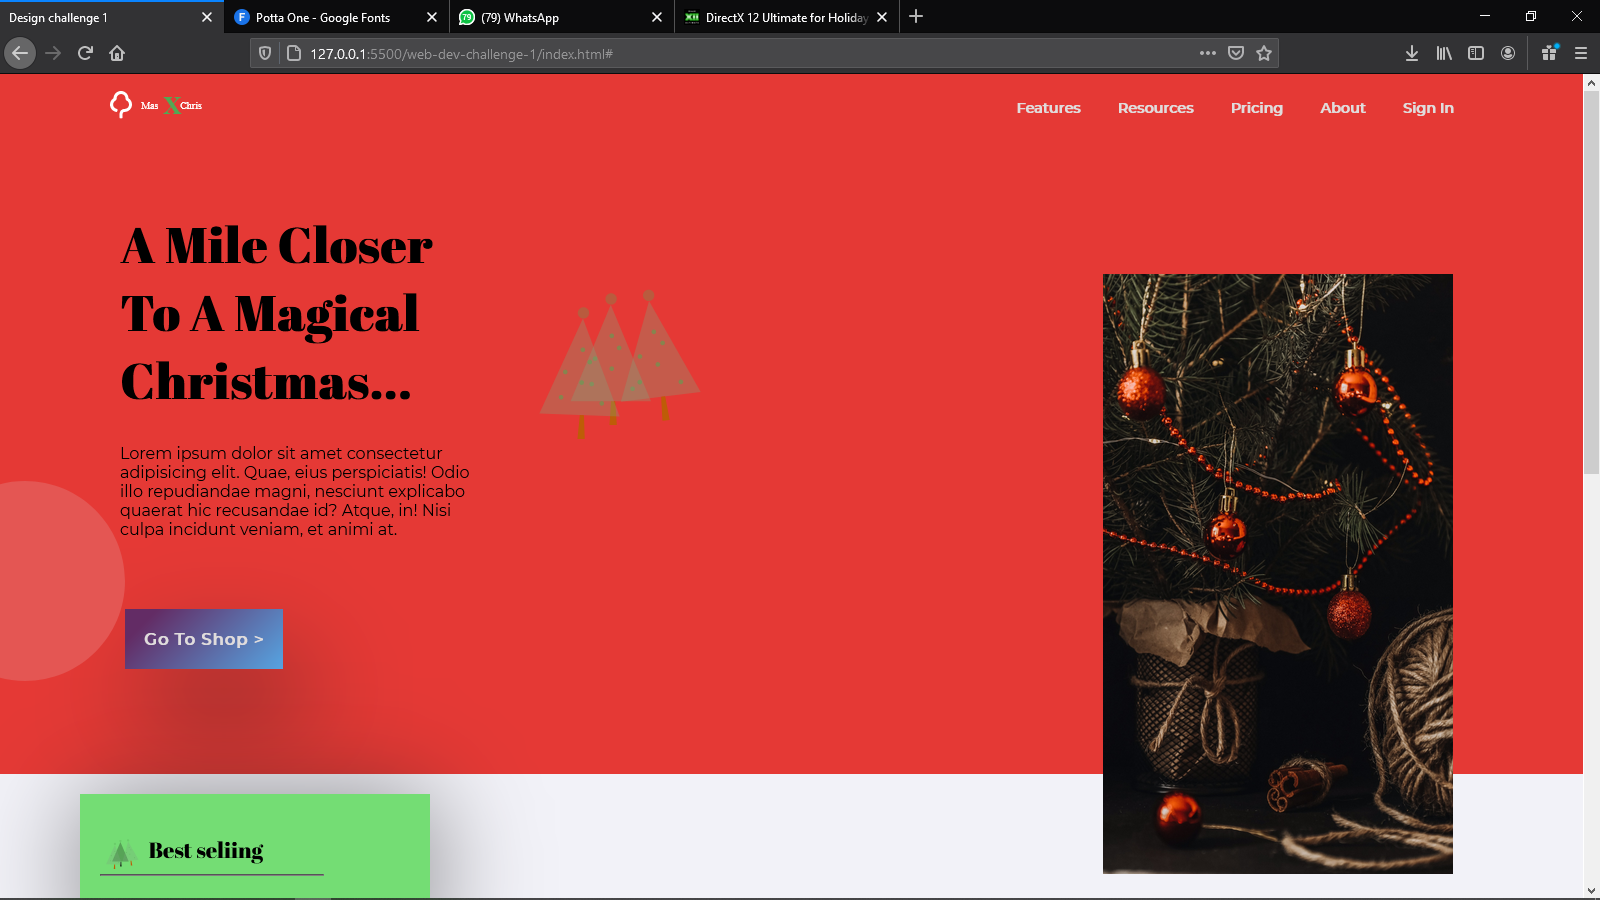 Design challenge 1
Potta One - Google Fonts
(79) WhatsApp
DirectX 12 Ultimate for Holiday
127.0.0.1:5500/web-dev-challenge-1/index.html#
Mas X Chris
Features Resources Pricing About Sign In
A Mile Closer
To A Magical
Christmas...
Lorem ipsum dolor sit amet consectetur
adipisicing elit. Quae, eius perspiciatis! Odio
illo repudiandae magni, nesciunt explicabo
quaerat hic recusandae id? Atque, in! Nisi
culpa incidunt veniam, et animi at.
Go To Shop >
Best seliing